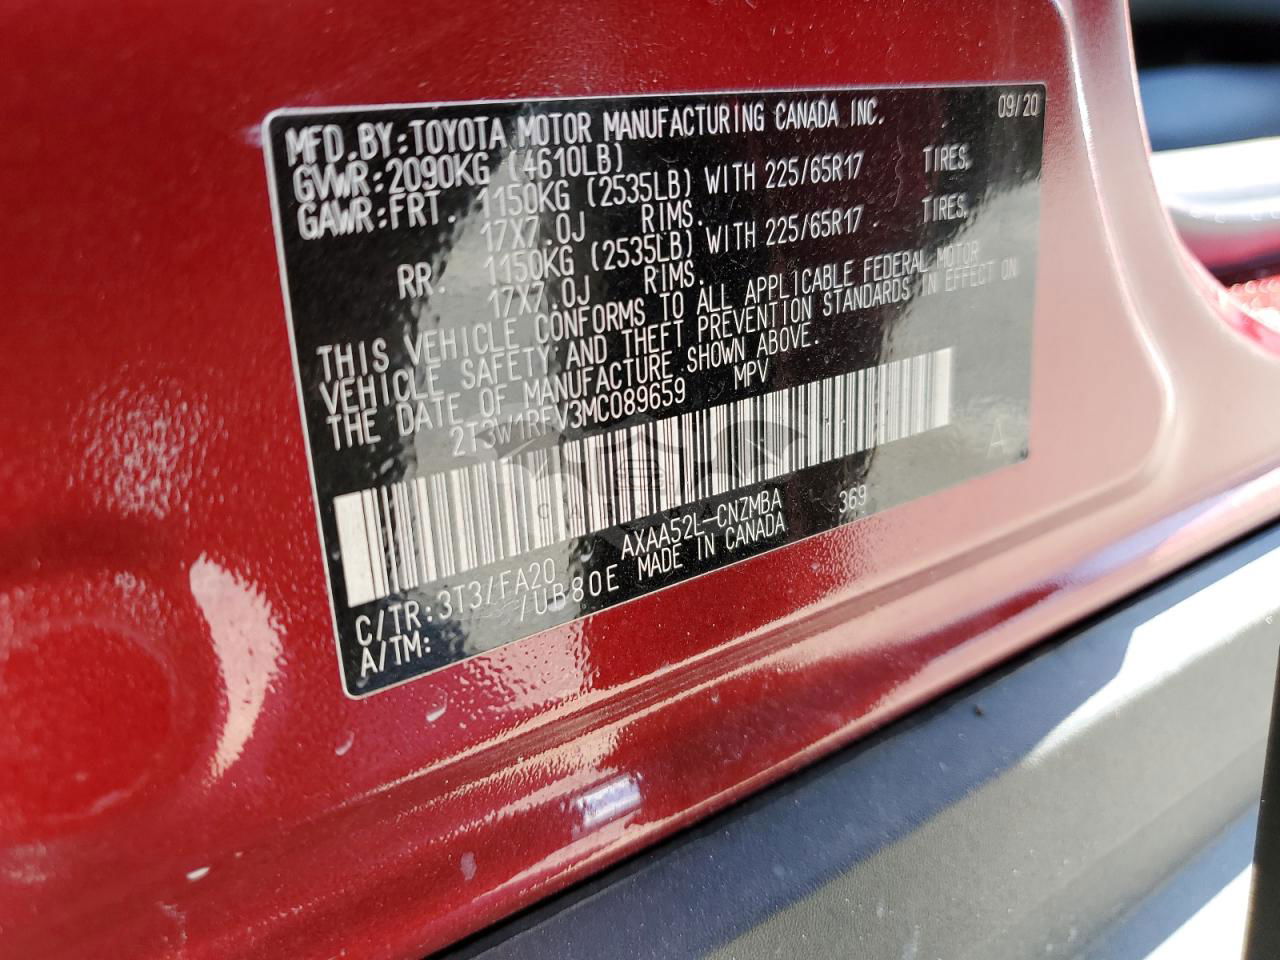 MFD.BY:TOYOTA MOTOR MANUFACTURING CANADA INC. 09/20
GVWR:2090KG (4610LB)
GAWR:FRT. 1150KG (2535LB) WITH 225/65R17 TIRES,
17X7.0J RIMS.
RR. 1150KG (2535LB) WITH 225/65R17 TIRES,
17X7.0J RIMS.
THIS VEHICLE CONFORMS TO ALL APPLICABLE FEDERAL MOTOR
VEHICLE SAFETY AND THEFT PREVENTION STANDARDS IN EFFECT ON
THE DATE OF MANUFACTURE SHOWN ABOVE.
2T3W1RFV3MC089659 MPV
A
AXAA52L-CNZMBA 369
C/TR:3T3/FA20 MADE IN CANADA
A/TM: /UB80E